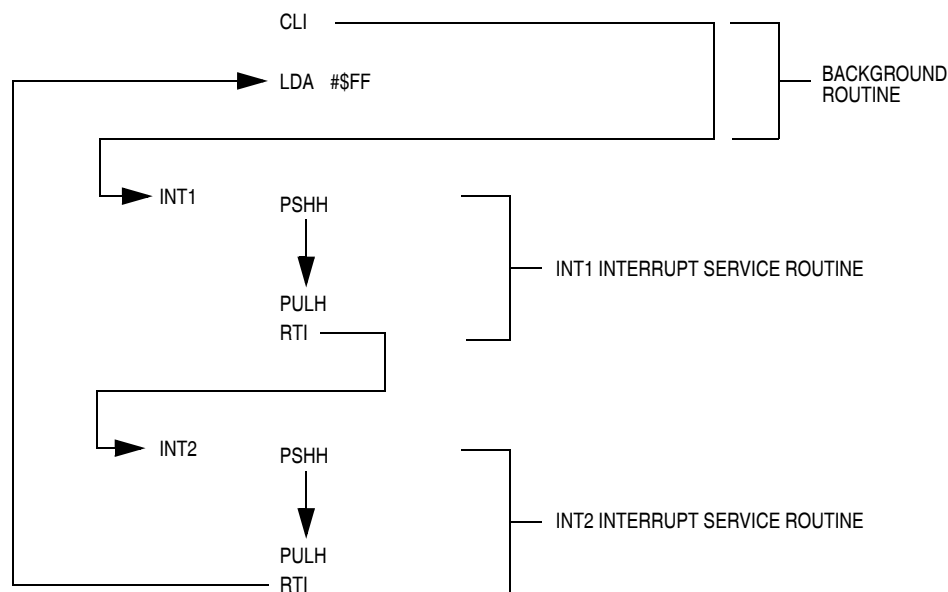 CLI
LDA #$FF
BACKGROUND
ROUTINE
INT1
PSHH
INT1 INTERRUPT SERVICE ROUTINE
PULH
RTI
INT2
PSHH
INT2 INTERRUPT SERVICE ROUTINE
PULH
RTI